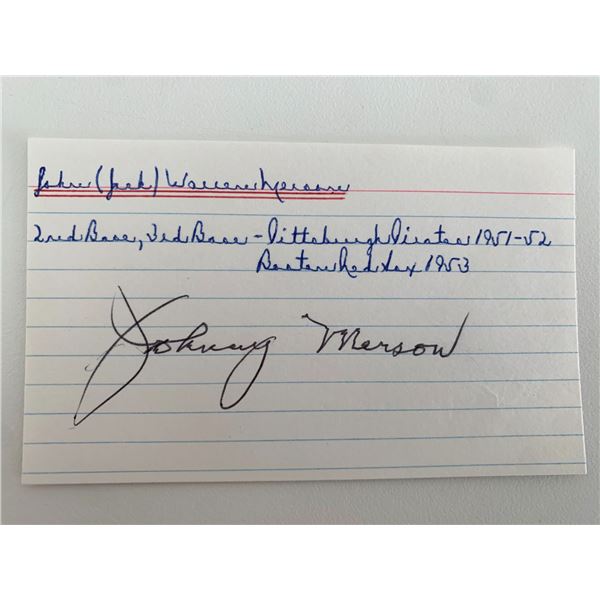 John (Jack) Warren Merson
2nd Base, 3rd Base - Pittsburgh Pirates 1951-52
Boston Red Sox 1953
Johnny Merson